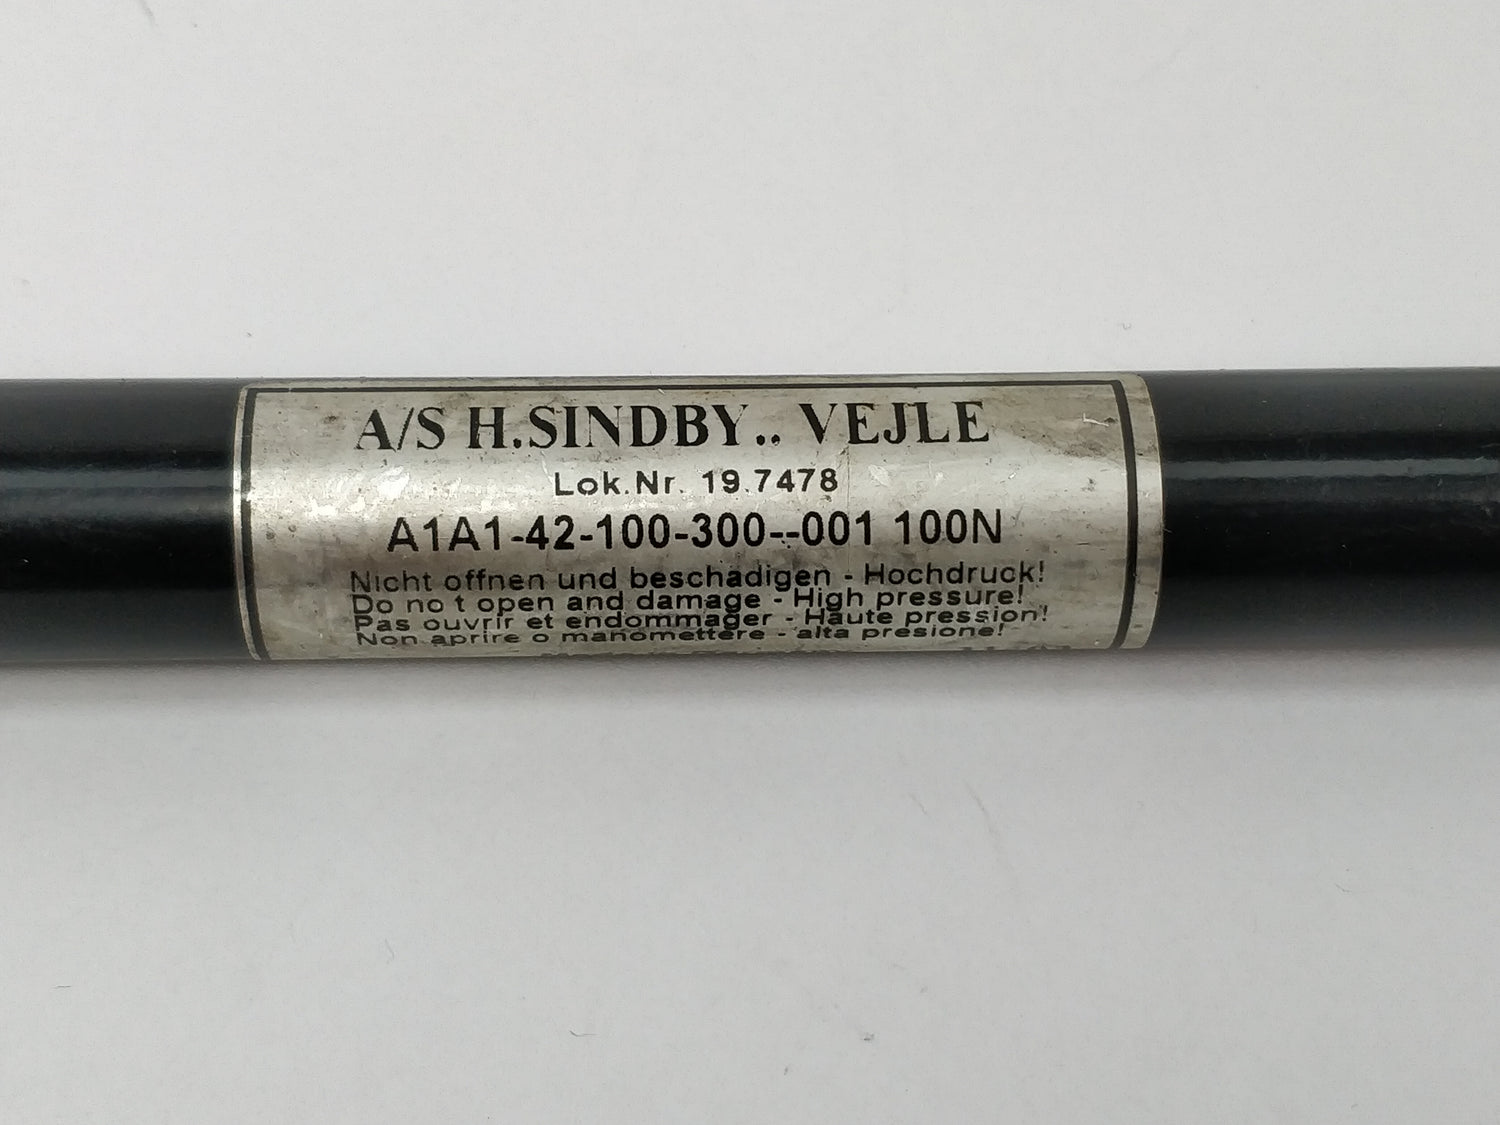 A/S H.SINDBY.. VEJLE
Lok.Nr. 19.7478
A1A1-42-100-300--001 100N
Nicht offnen und beschadigen - Hochdruck!
Do no t open and damage - High pressure!
Pas ouvrir et endommager - Haute pression!
Non aprire o manomettere - alta presione!